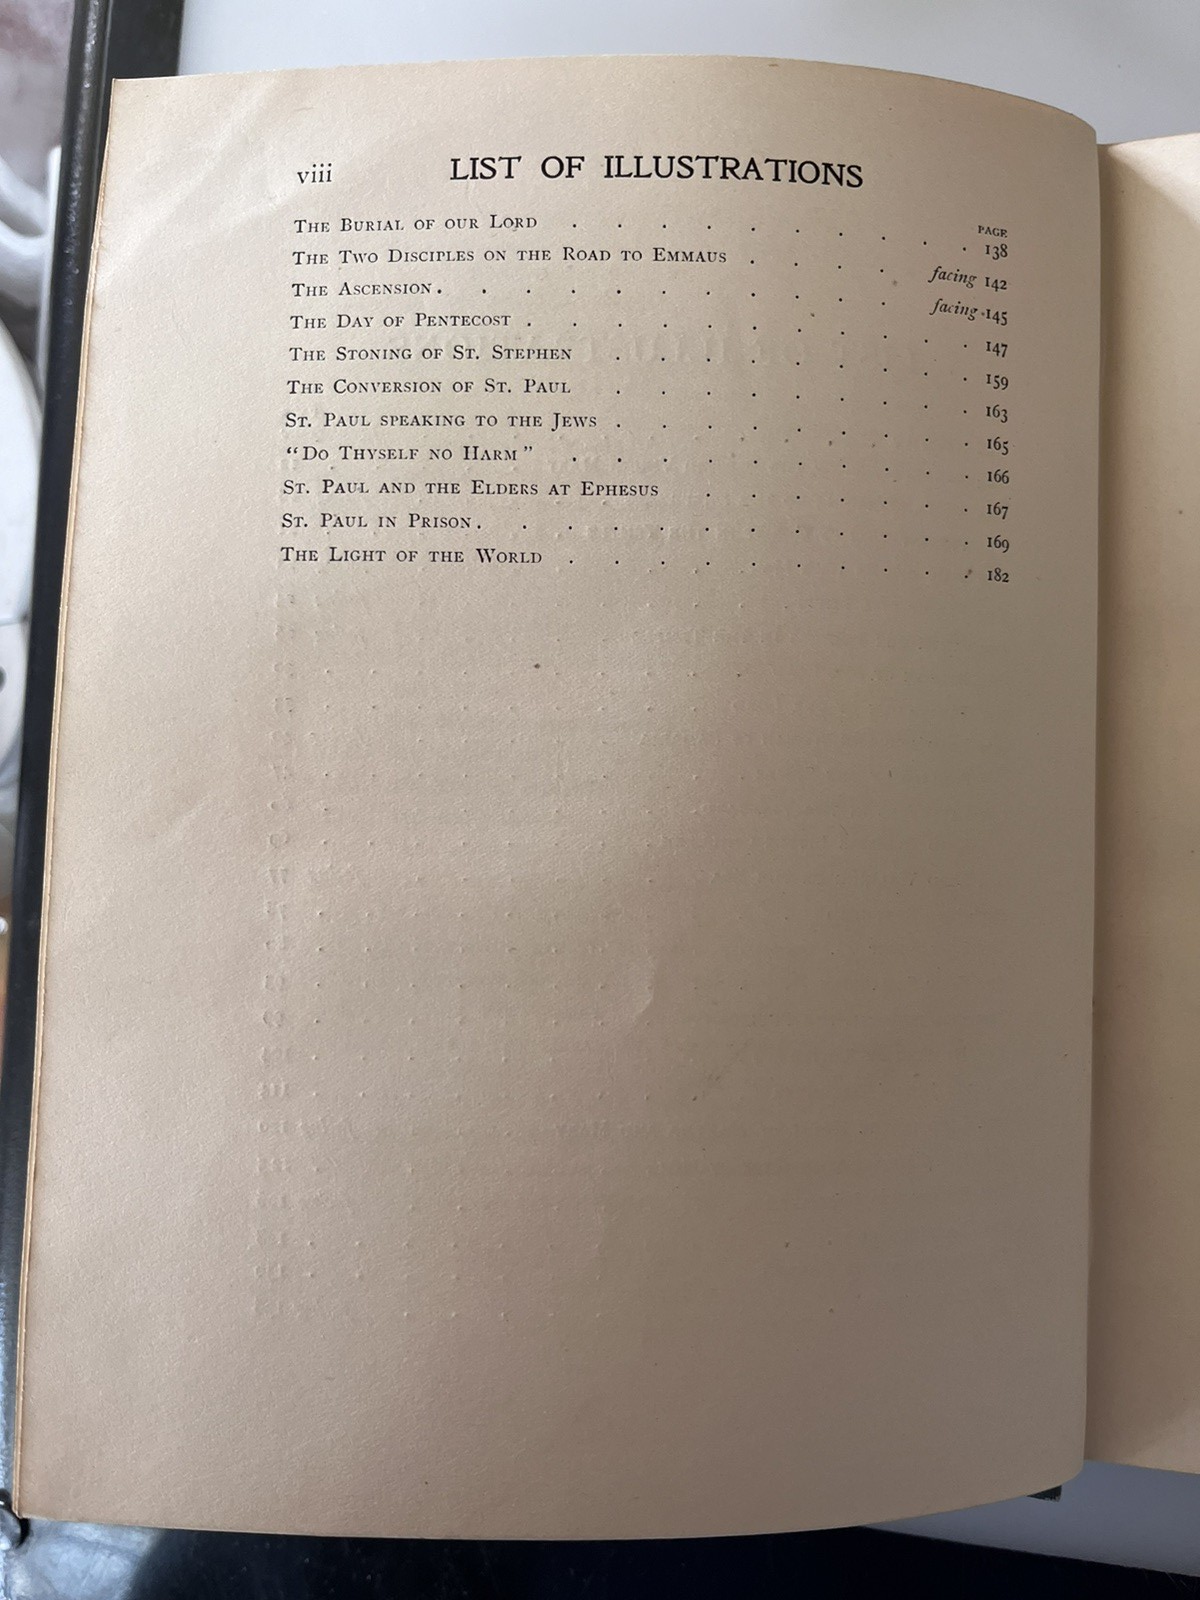 viii LIST OF ILLUSTRATIONS
PAGE
The Burial of our Lord . . . . . . . . . . 138
The Two Disciples on the Road to Emmaus . . . . facing 142
The Ascension . . . . . . . . . . . facing 145
The Day of Pentecost . . . . . . . . . . . 147
The Stoning of St. Stephen . . . . . . . . . 159
The Conversion of St. Paul . . . . . . . . . 163
St. Paul speaking to the Jews . . . . . . . . . 165
"Do Thyself no Harm" . . . . . . . . . . 166
St. Paul and the Elders at Ephesus . . . . . . . 167
St. Paul in Prison . . . . . . . . . . . . 169
The Light of the World . . . . . . . . . . 182